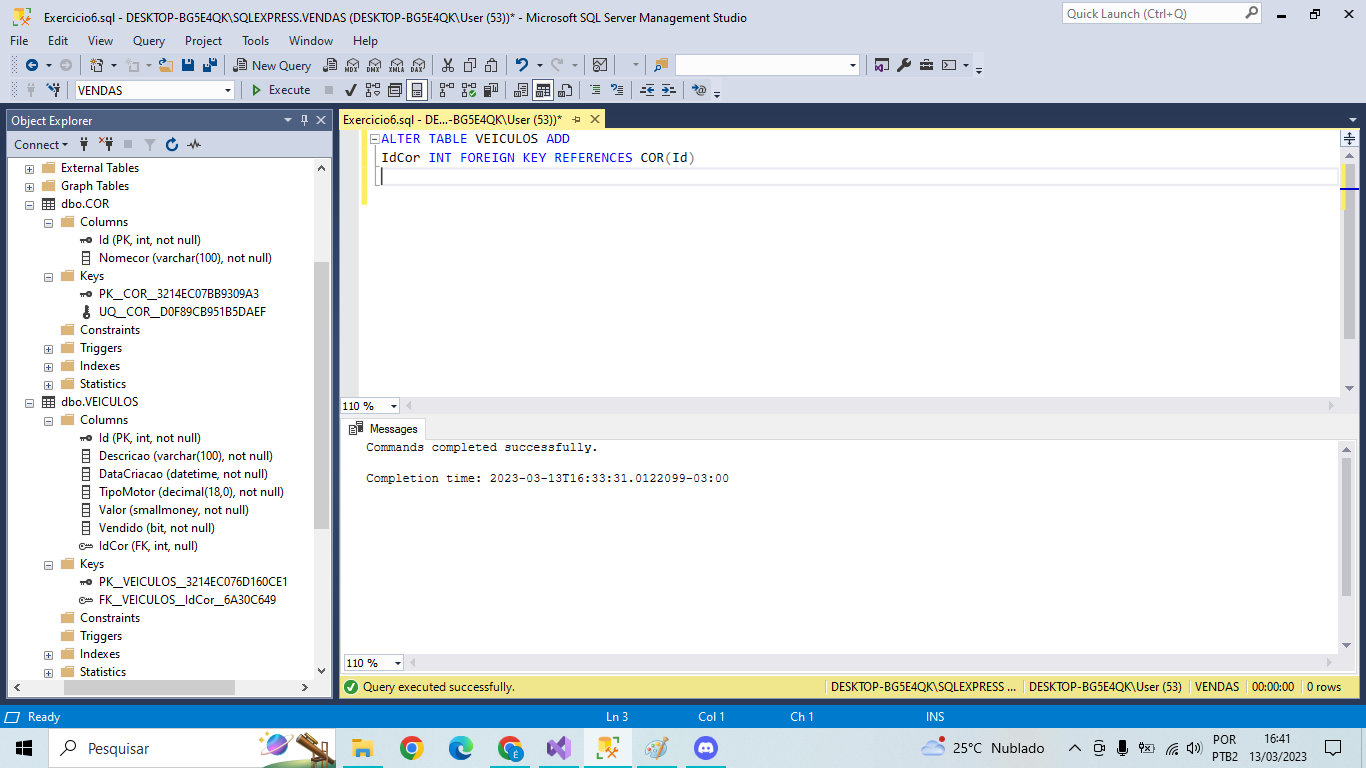 Exercicio6.sql - DESKTOP-BG5E4QK\SQLEXPRESS.VENDAS (DESKTOP-BG5E4QK\User (53))* - Microsoft SQL Server Management Studio
Quick Launch (Ctrl+Q)
File Edit View Query Project Tools Window Help
New Query MDX DMX XMLA DAX
VENDAS Execute
Object Explorer
Exercicio6.sql - DE...-BG5E4QK\User (53))*
Connect
External Tables
Graph Tables
dbo.COR
Columns
Id (PK, int, not null)
Nomecor (varchar(100), not null)
Keys
PK__COR__3214EC07BB9309A3
UQ__COR__D0F89CB951B5DAEF
Constraints
Triggers
Indexes
Statistics
dbo.VEICULOS
Columns
Id (PK, int, not null)
Descricao (varchar(100), not null)
DataCriacao (datetime, not null)
TipoMotor (decimal(18,0), not null)
Valor (smallmoney, not null)
Vendido (bit, not null)
IdCor (FK, int, null)
Keys
PK__VEICULOS__3214EC076D160CE1
FK__VEICULOS__IdCor__6A30C649
Constraints
Triggers
Indexes
Statistics
ALTER TABLE VEICULOS ADD
IdCor INT FOREIGN KEY REFERENCES COR(Id)
110 %
Messages
Commands completed successfully.
Completion time: 2023-03-13T16:33:31.0122099-03:00
110 %
Query executed successfully. DESKTOP-BG5E4QK\SQLEXPRESS ... DESKTOP-BG5E4QK\User (53) VENDAS 00:00:00 0 rows
Ready Ln 3 Col 1 Ch 1 INS
Pesquisar
25°C Nublado
POR
PTB2
16:41
13/03/2023